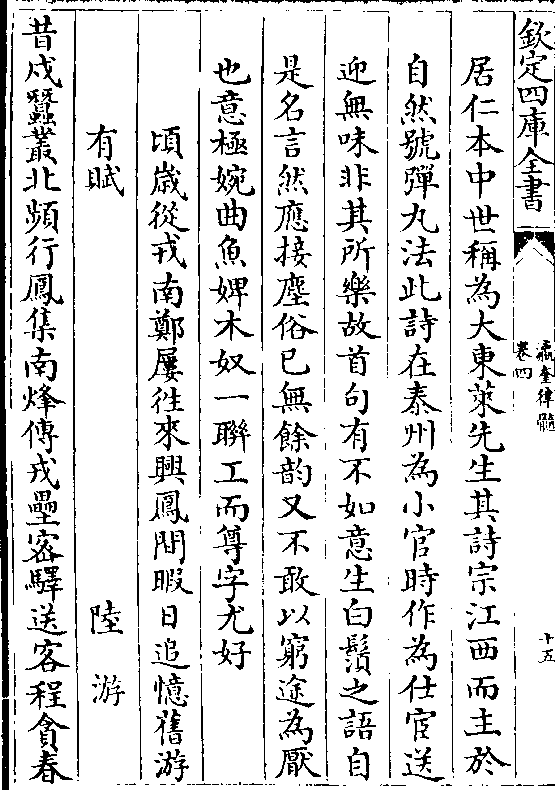 欽定四庫全書
瀛奎律髓
卷四
十五
居仁本中世稱為大東萊先生其詩宗江西而主於
自然號彈丸法此詩在泰州為小官時作為仕宦送
迎無味非其所樂故首句有不如意生白鬚之語自
是名言然應接塵俗已無餘韵又不敢以窮途為厭
也意極婉曲魚婢木奴一聯工而蓴字尤好
頃嵗從戎南鄭屢徃來興鳳間暇日追憶舊游
有賦
陸游
昔戍蠶叢北頻行鳳集南烽傳戎壘密驛送客程貪春